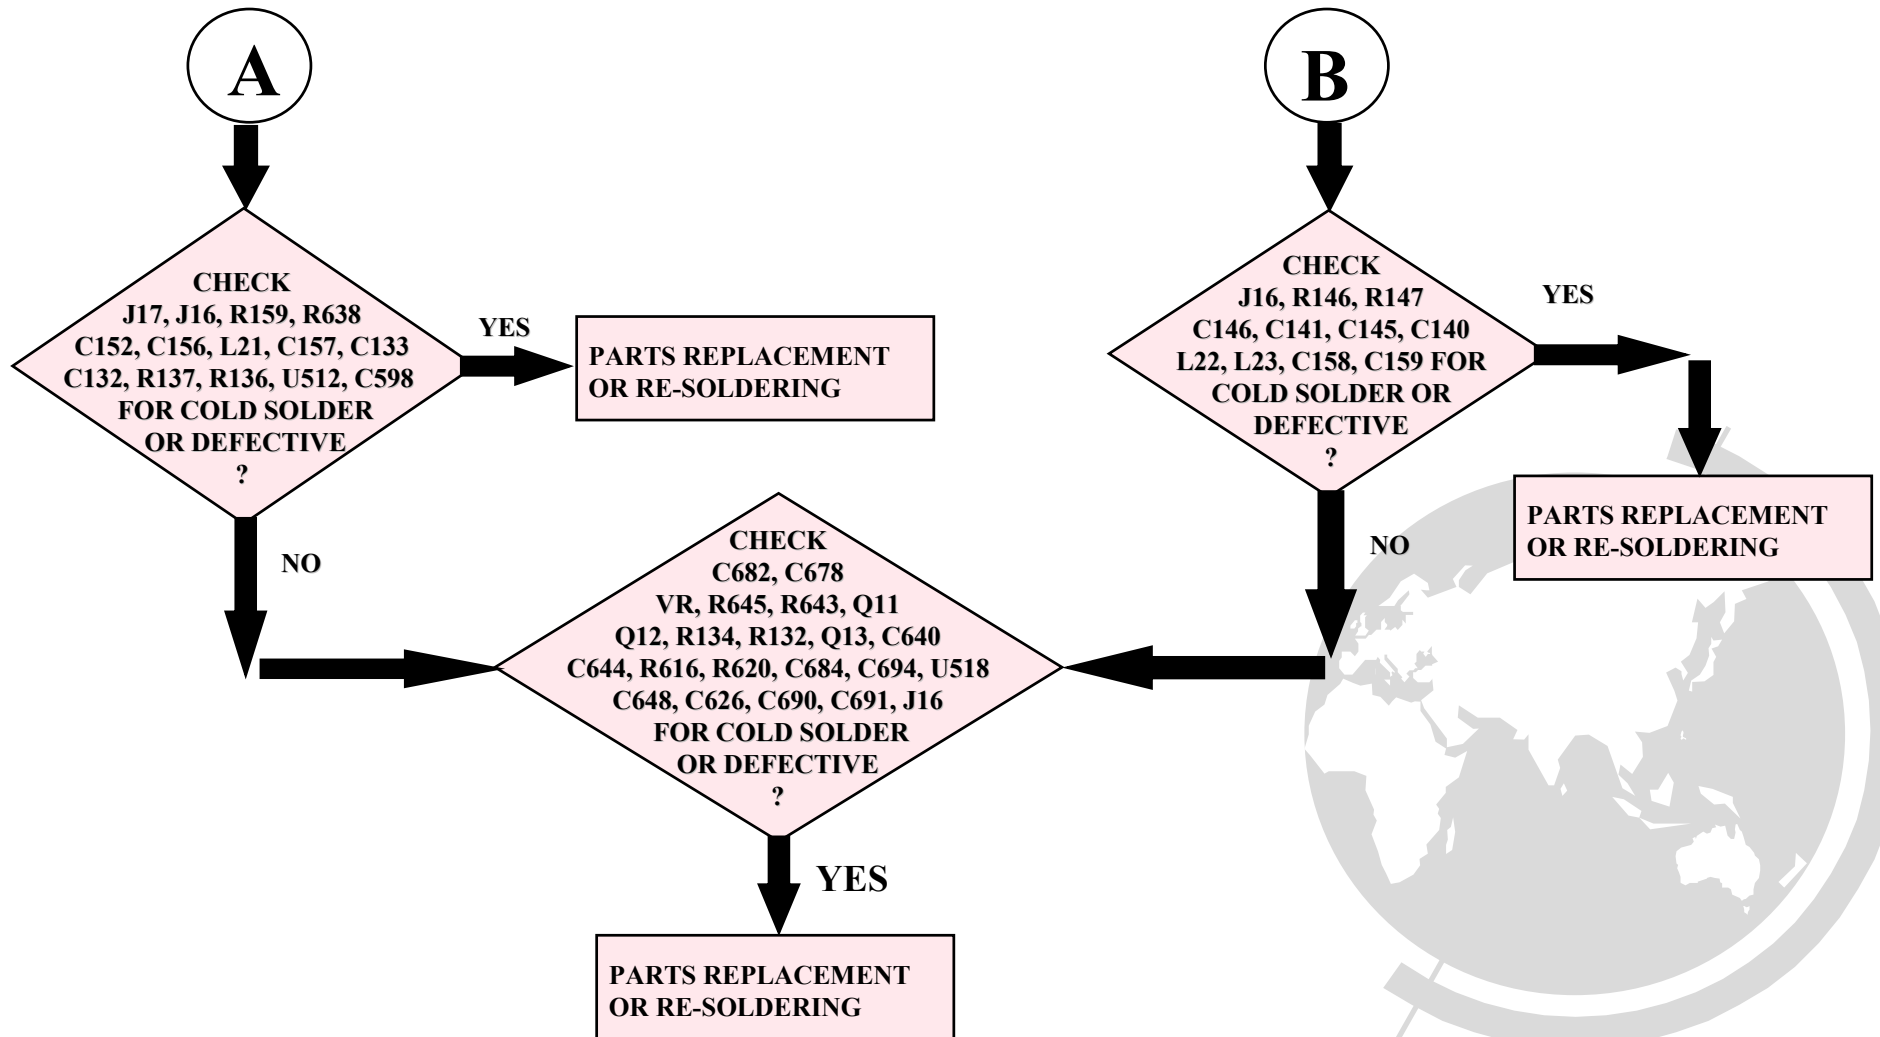 A
B
CHECK
J17, J16, R159, R638
C152, C156, L21, C157, C133
C132, R137, R136, U512, C598
FOR COLD SOLDER
OR DEFECTIVE
?
YES
PARTS REPLACEMENT
OR RE-SOLDERING
NO
CHECK
J16, R146, R147
C146, C141, C145, C140
L22, L23, C158, C159 FOR
COLD SOLDER OR
DEFECTIVE
?
YES
PARTS REPLACEMENT
OR RE-SOLDERING
NO
CHECK
C682, C678
VR, R645, R643, Q11
Q12, R134, R132, Q13, C640
C644, R616, R620, C684, C694, U518
C648, C626, C690, C691, J16
FOR COLD SOLDER
OR DEFECTIVE
?
YES
PARTS REPLACEMENT
OR RE-SOLDERING